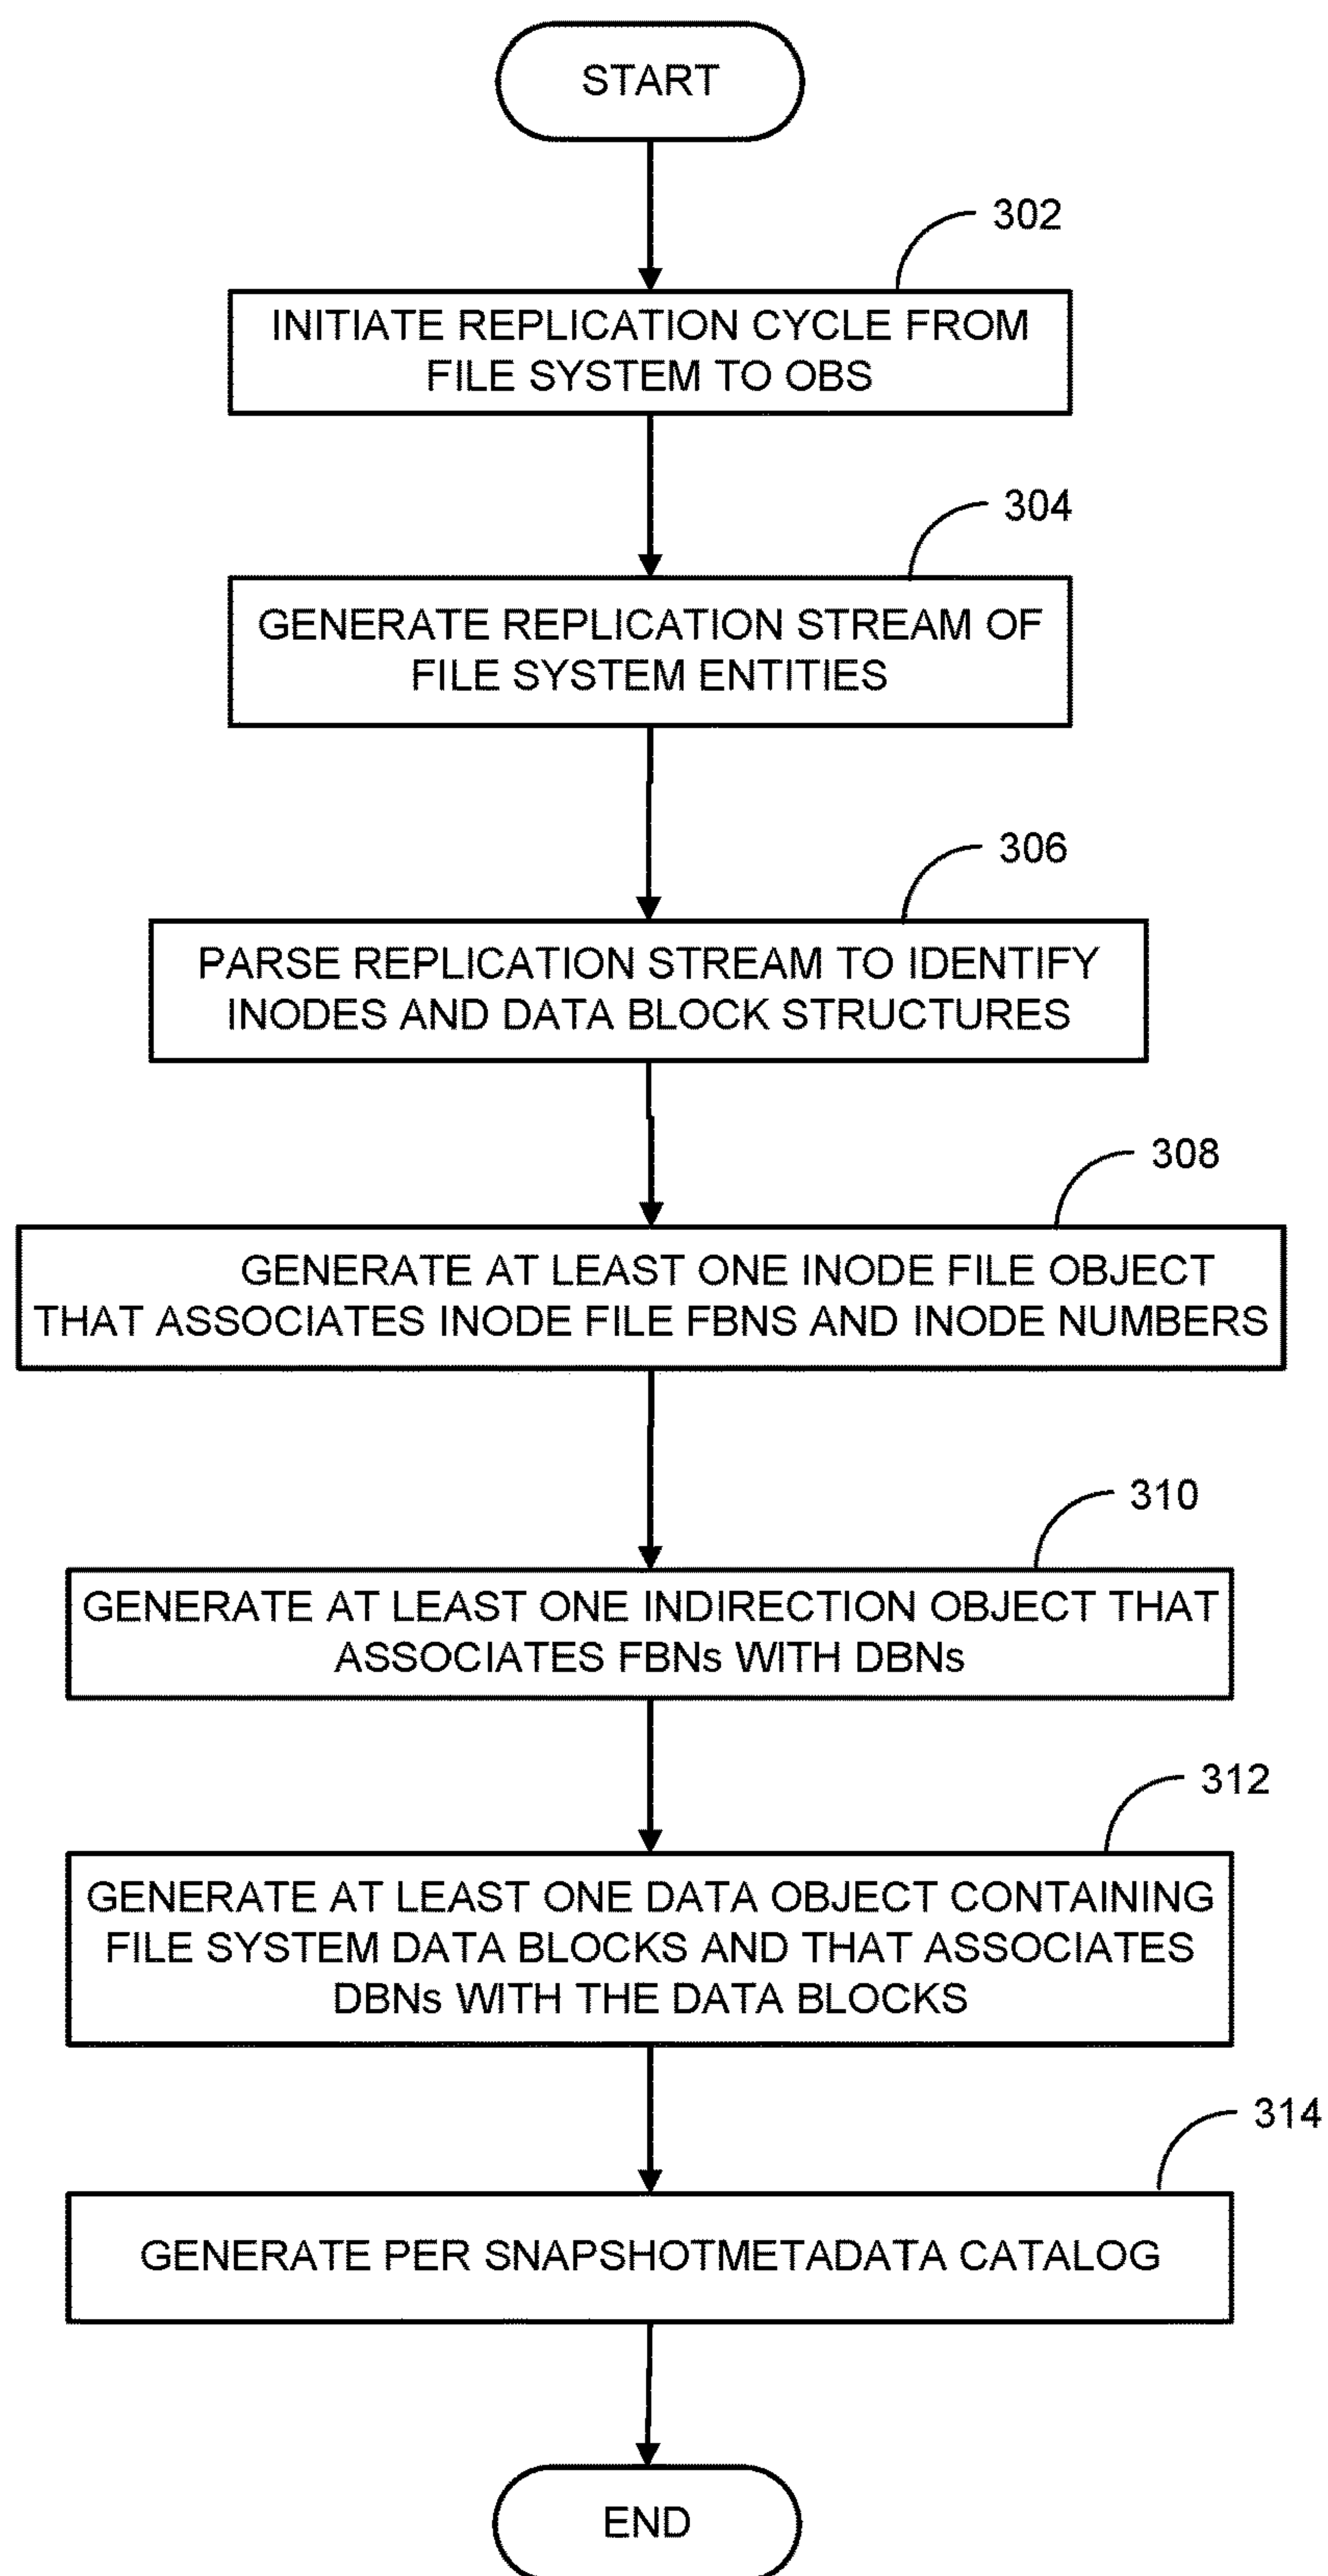 START
302
INITIATE REPLICATION CYCLE FROM
FILE SYSTEM TO OBS
304
GENERATE REPLICATION STREAM OF
FILE SYSTEM ENTITIES
306
PARSE REPLICATION STREAM TO IDENTIFY
INODES AND DATA BLOCK STRUCTURES
308
GENERATE AT LEAST ONE INODE FILE OBJECT
THAT ASSOCIATES INODE FILE FBNS AND INODE NUMBERS
310
GENERATE AT LEAST ONE INDIRECTION OBJECT THAT
ASSOCIATES FBNs WITH DBNs
312
GENERATE AT LEAST ONE DATA OBJECT CONTAINING
FILE SYSTEM DATA BLOCKS AND THAT ASSOCIATES
DBNs WITH THE DATA BLOCKS
314
GENERATE PER SNAPSHOTMETADATA CATALOG
END